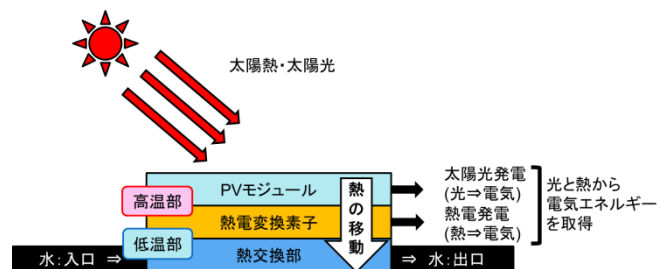 太陽熱・太陽光
高温部
低温部
PVモジュール
熱電変換素子
熱交換部
熱の移動
太陽光発電
(光⇒電気)
熱電発電
(熱⇒電気)
光と熱から
電気エネルギー
を取得
水:入口 ⇒
⇒ 水:出口